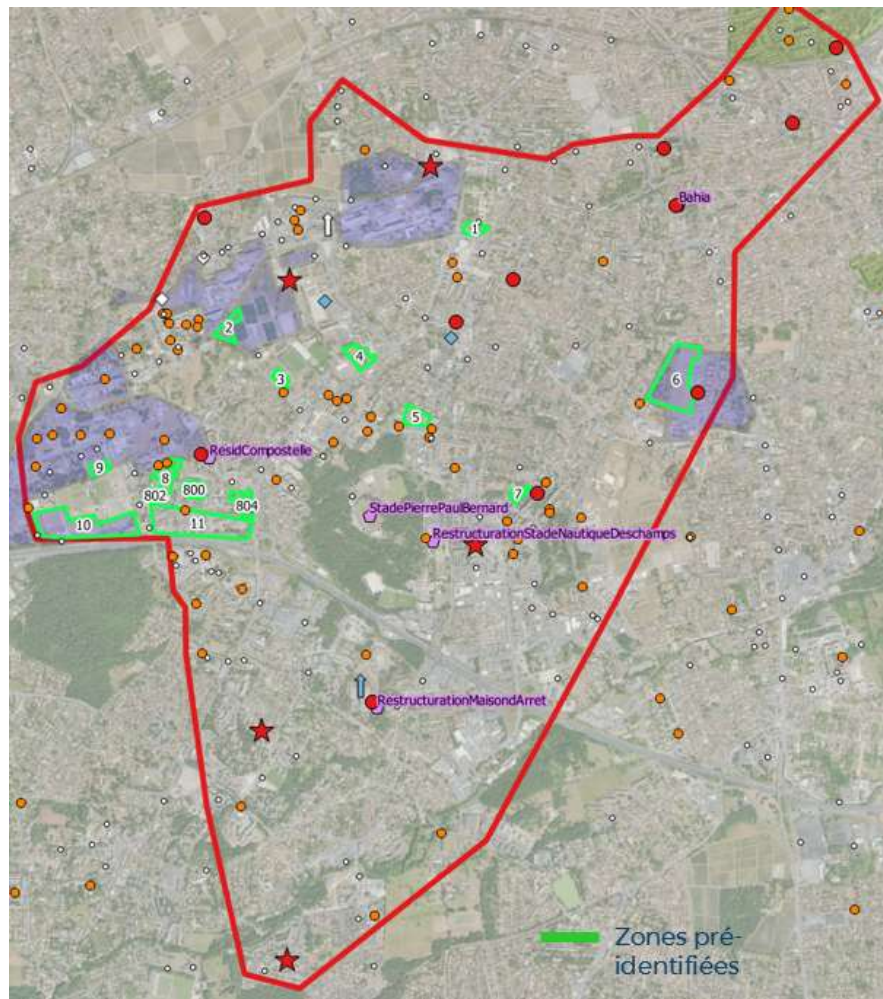 Bahia
1
2
4
3
6
5
ResidCompostelle
9
8
800
802
804
7
StadePierrePaulBernard
10
11
RestructurationStadeNautiqueDeschamps
RestructurationMaisondArret
Zones pré-
identifiées